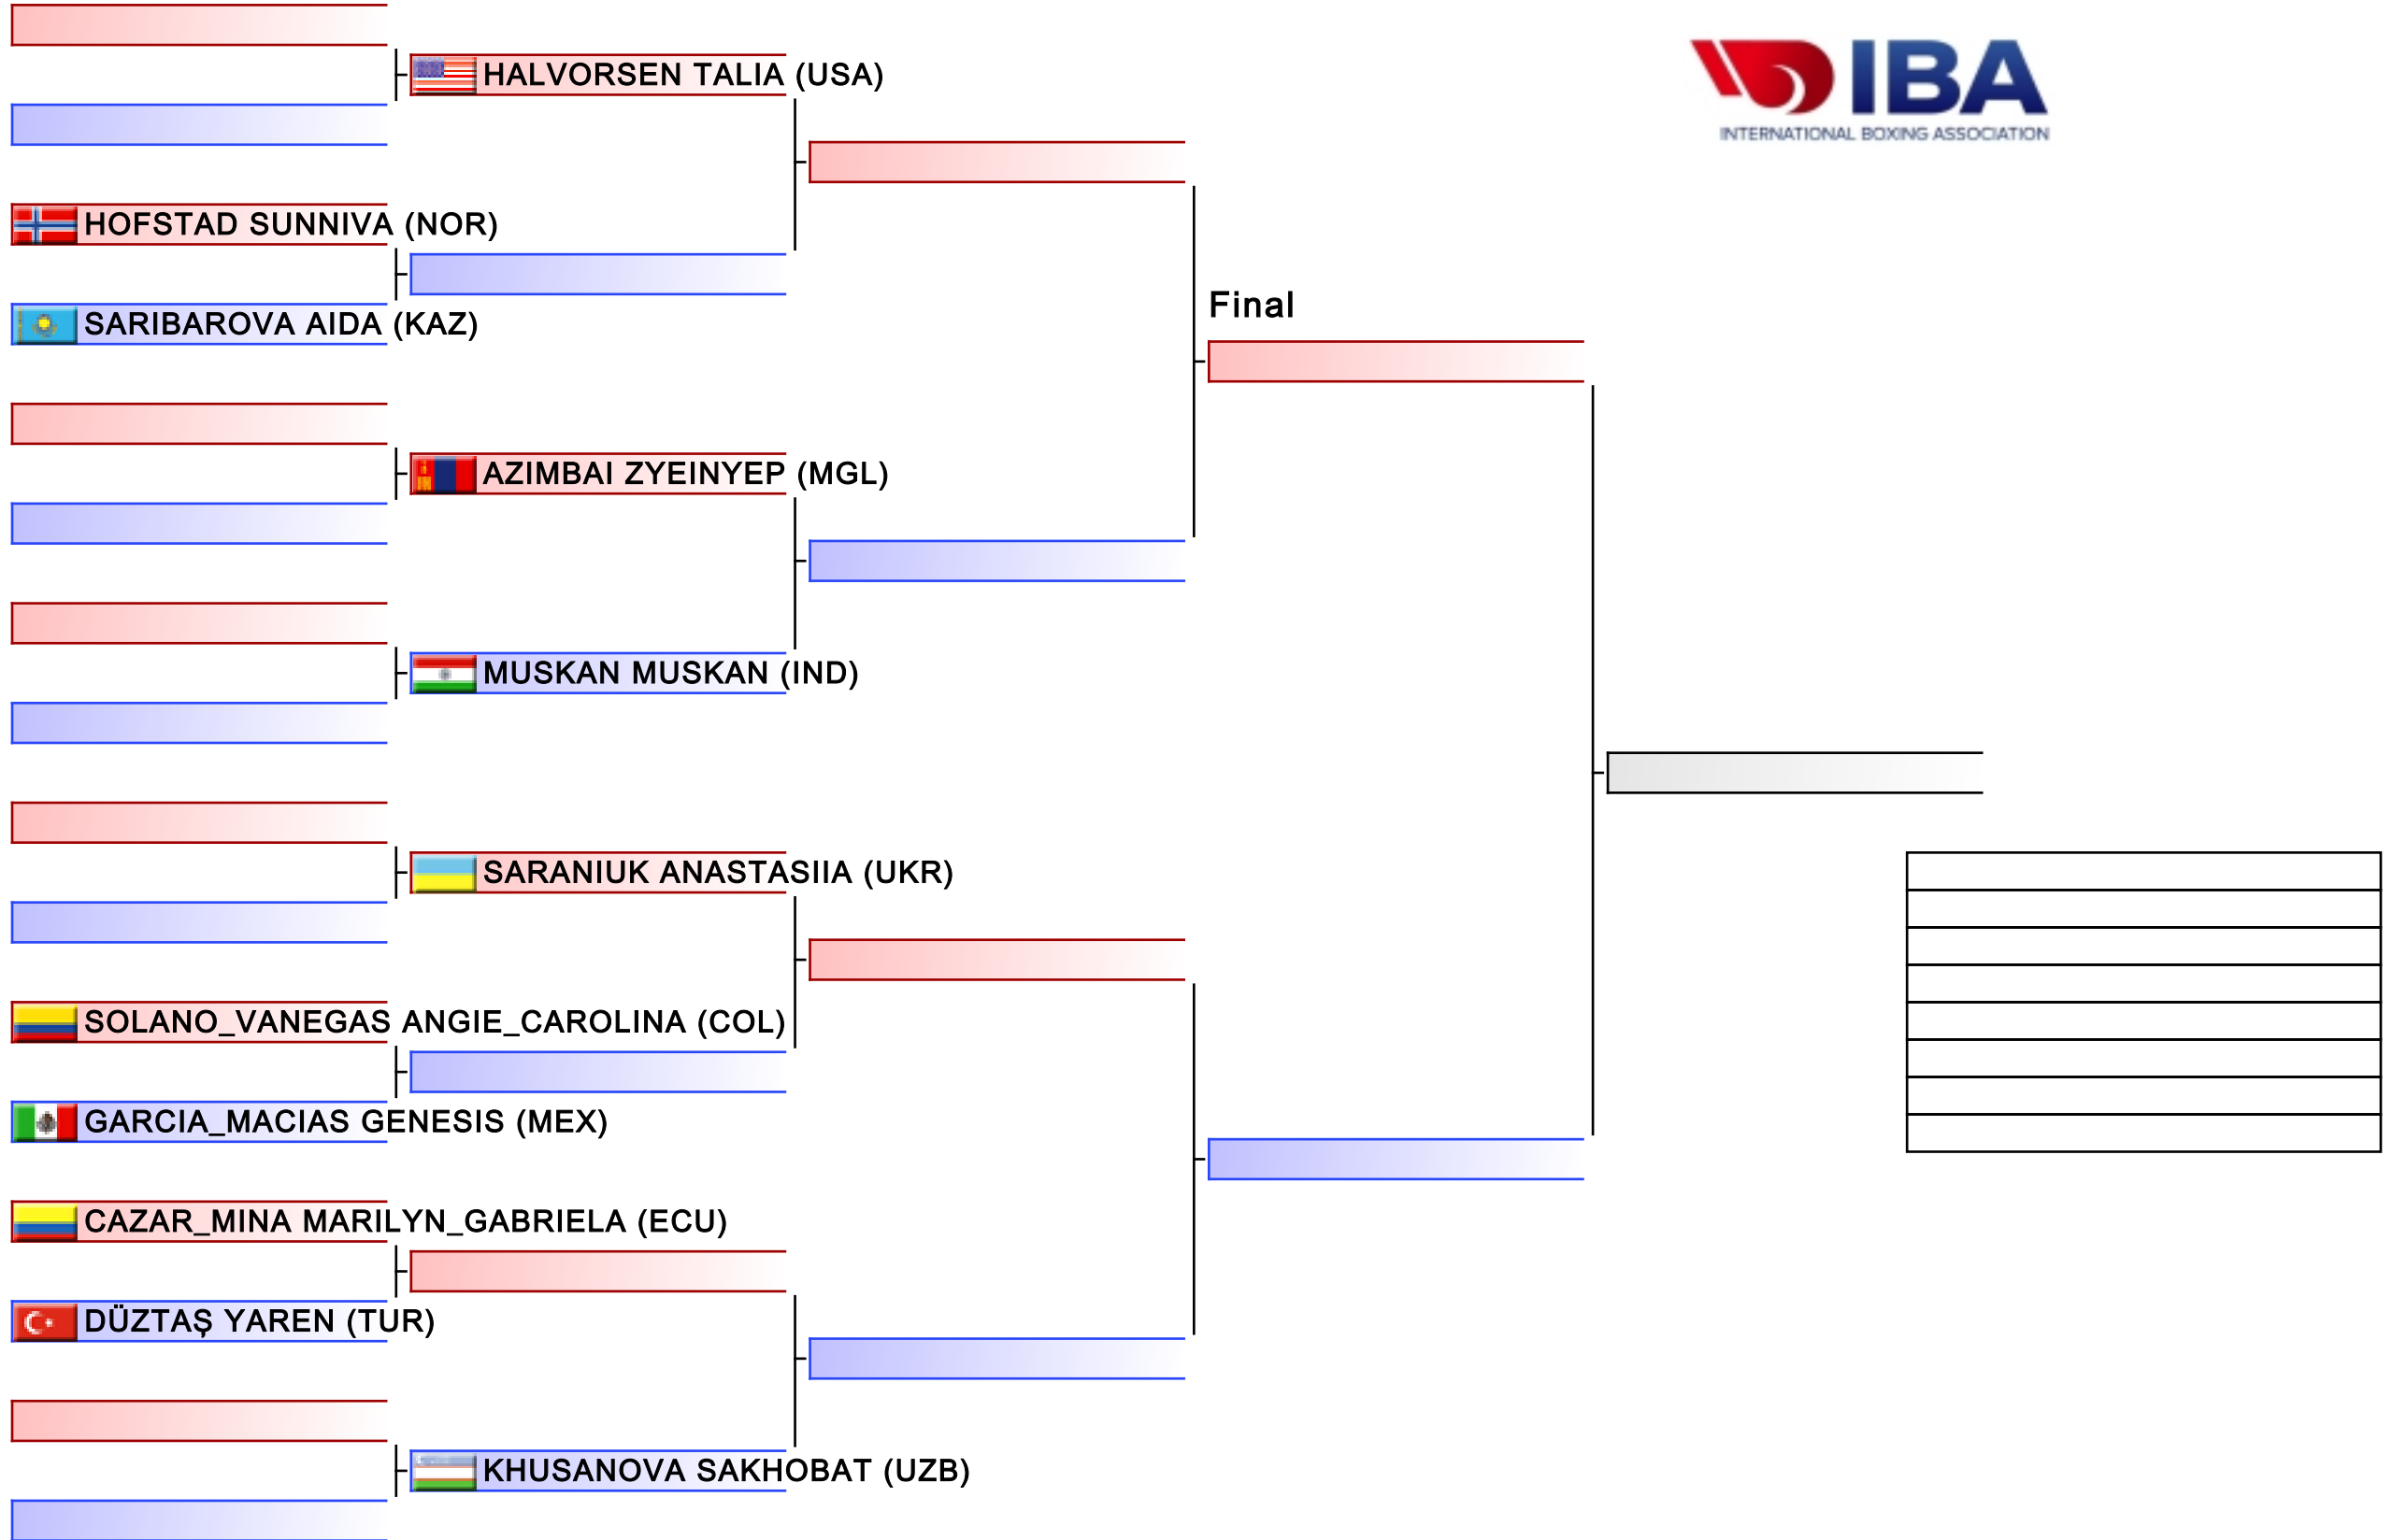 HALVORSEN TALIA (USA)
IBA
INTERNATIONAL BOXING ASSOCIATION
HOFSTAD SUNNIVA (NOR)
Final
SARIBAROVA AIDA (KAZ)
AZIMBAI ZYEINYEP (MGL)
MUSKAN MUSKAN (IND)
SARANIUK ANASTASIIA (UKR)
SOLANO_VANEGAS ANGIE_CAROLINA (COL)
GARCIA_MACIAS GENESIS (MEX)
CAZAR_MINA MARILYN_GABRIELA (ECU)
DÜZTAŞ YAREN (TUR)
KHUSANOVA SAKHOBAT (UZB)